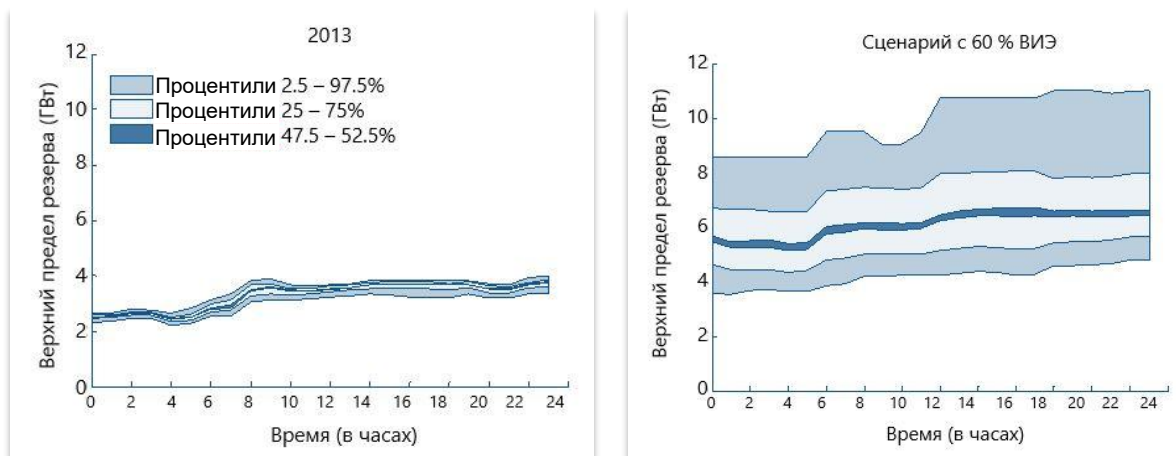 2013
Верхний предел резерва (ГВт)
12
10
8
6
4
2
0
Процентили 2.5 – 97.5%
Процентили 25 – 75%
Процентили 47.5 – 52.5%
0 2 4 6 8 10 12 14 16 18 20 22 24
Время (в часах)
Сценарий с 60 % ВИЭ
Верхний предел резерва (ГВт)
12
10
8
6
4
2
0
0 2 4 6 8 10 12 14 16 18 20 22 24
Время (в часах)